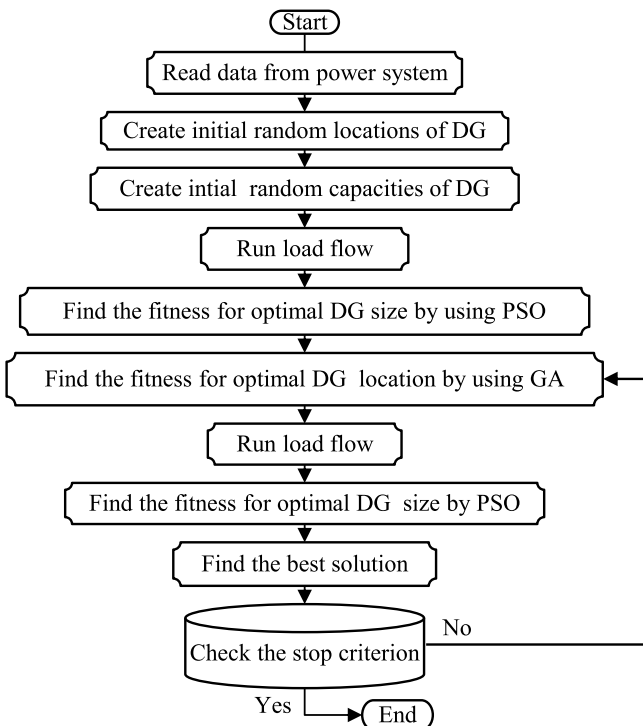 Start
Read data from power system
Create initial random locations of DG
Create intial random capacities of DG
Run load flow
Find the fitness for optimal DG size by using PSO
Find the fitness for optimal DG location by using GA
Run load flow
Find the fitness for optimal DG size by PSO
Find the best solution
No
Check the stop criterion
Yes
End